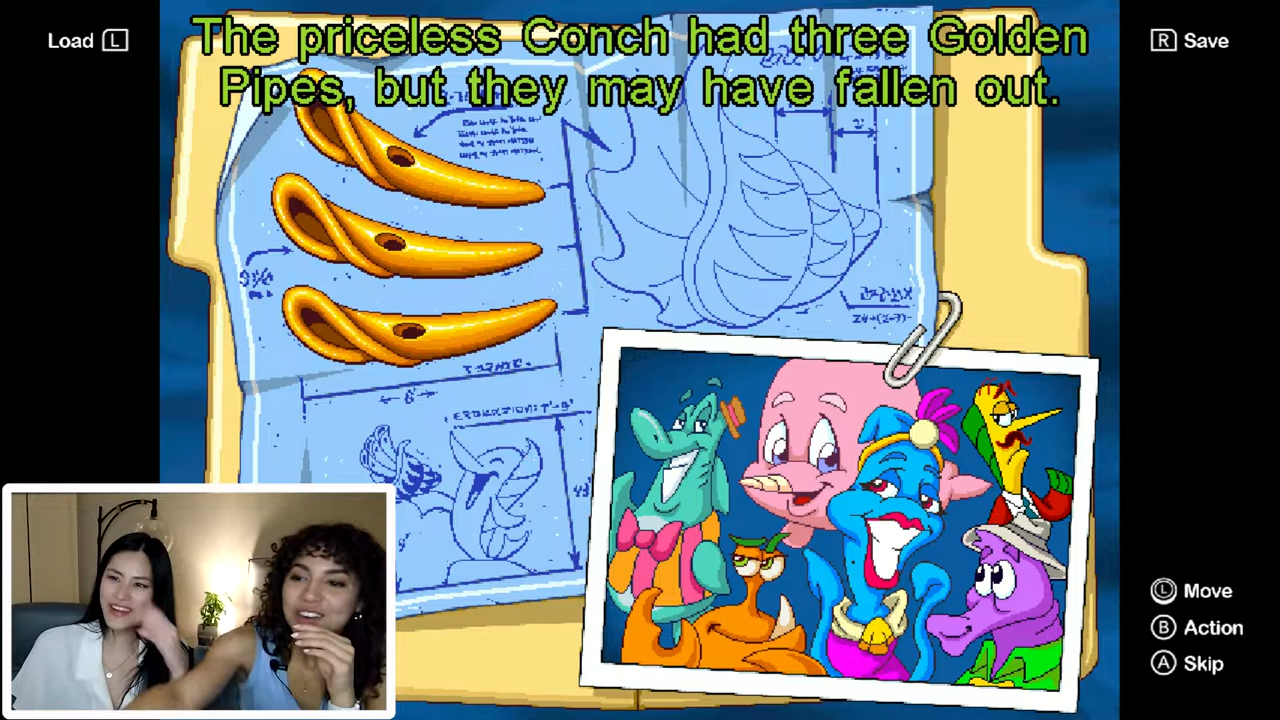 The priceless Conch had three Golden
Pipes, but they may have fallen out.
Load L
R Save
L Move
B Action
A Skip